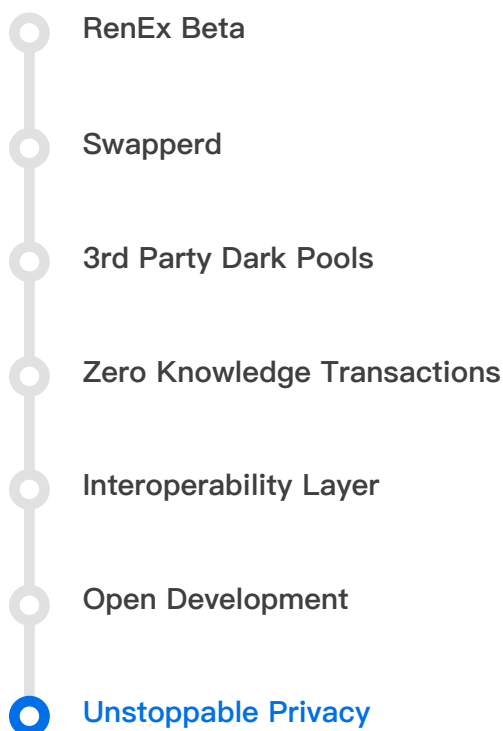 RenEx Beta
Swapperd
3rd Party Dark Pools
Zero Knowledge Transactions
Interoperability Layer
Open Development
Unstoppable Privacy